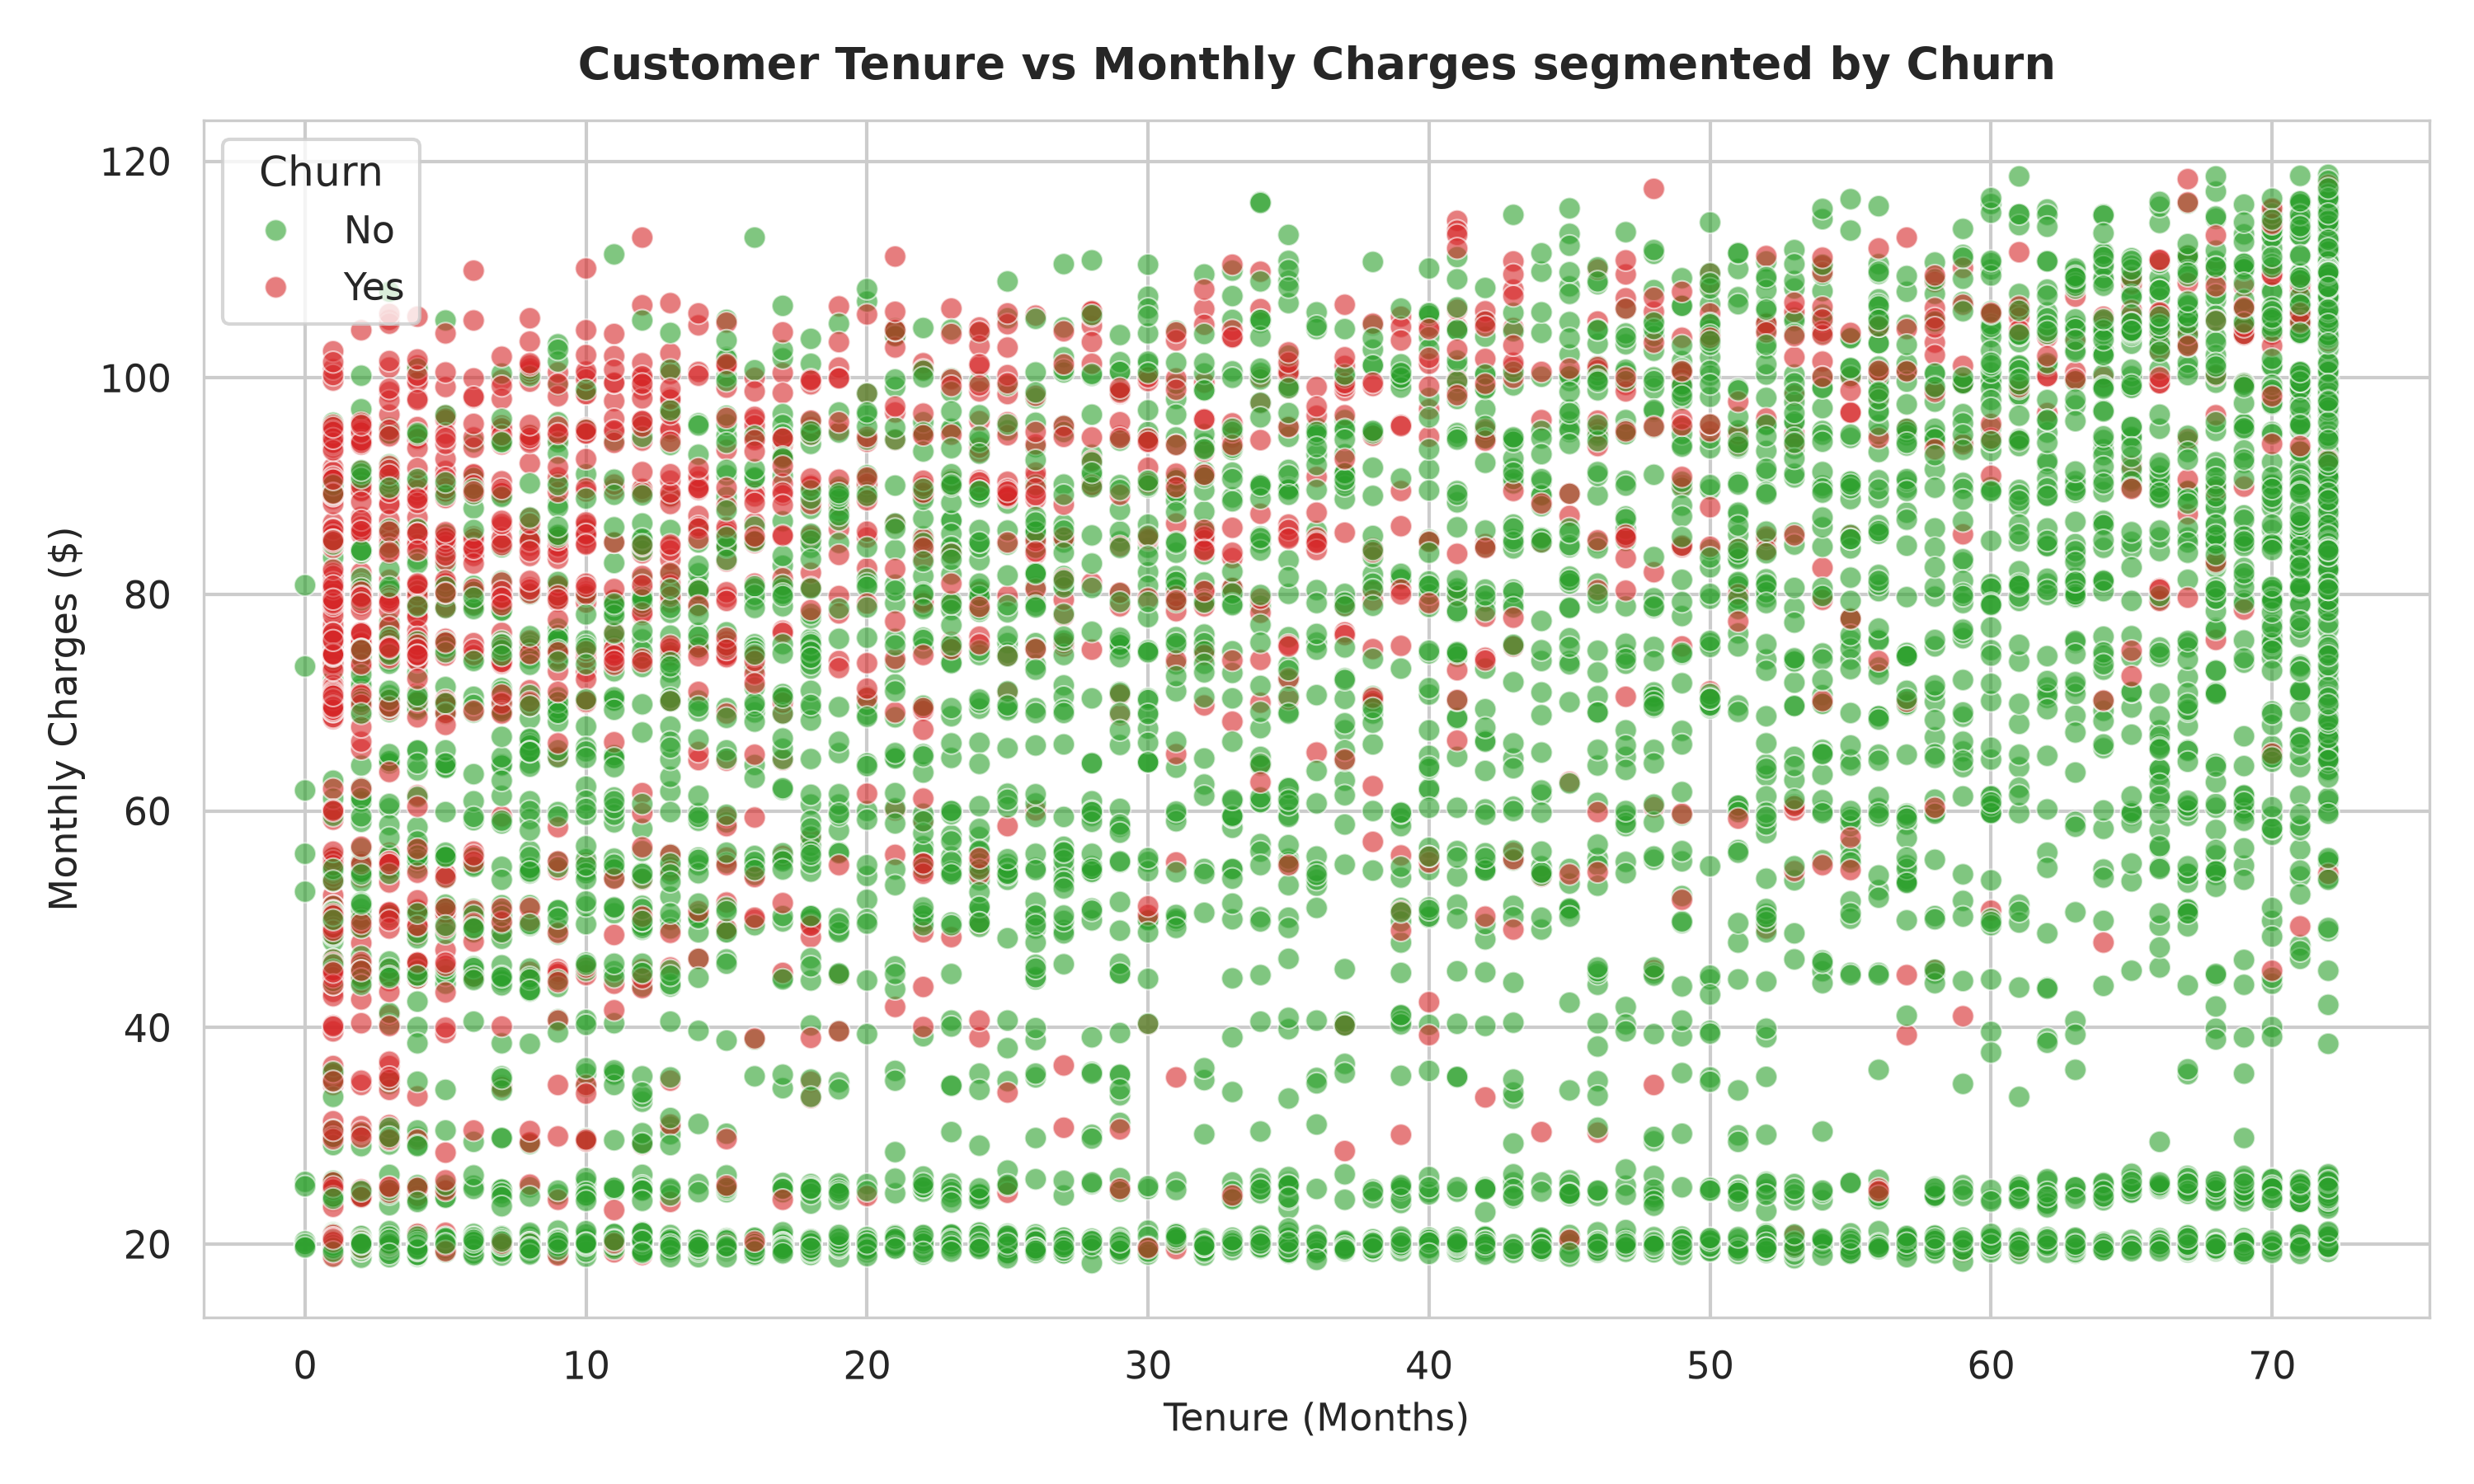 Customer Tenure vs Monthly Charges segmented by Churn
Churn
No
Yes
Monthly Charges ($)
120
100
80
60
40
20
0 10 20 30 40 50 60 70
Tenure (Months)